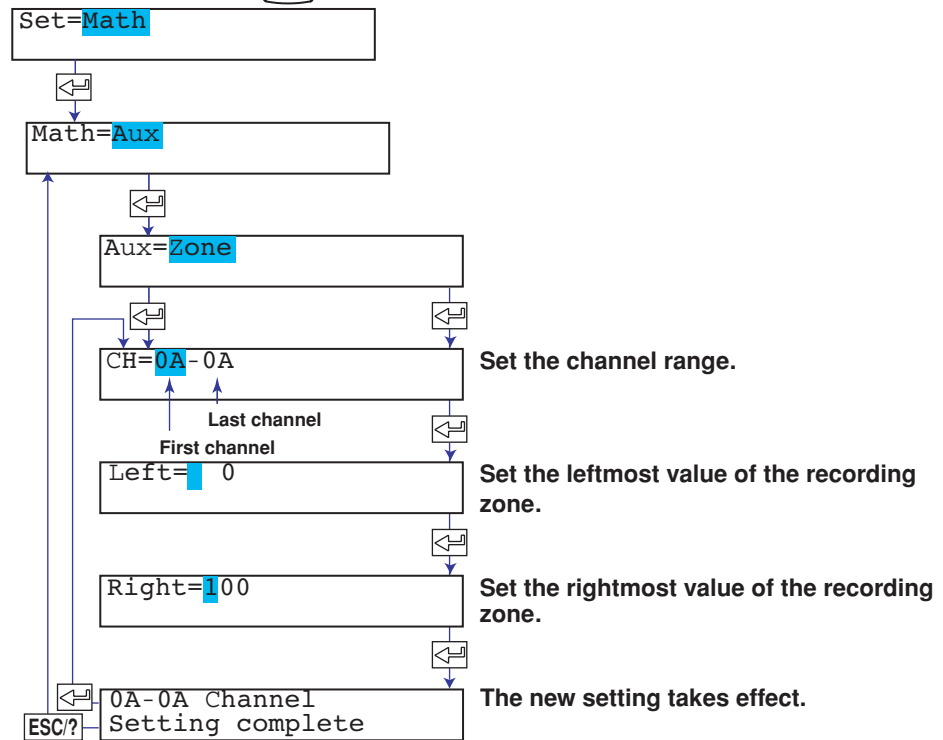 Set=Math
Math=Aux
Aux=Zone
CH=0A-0A
Set the channel range.
Last channel
First channel
Left= 0
Set the leftmost value of the recording
zone.
Right=100
Set the rightmost value of the recording
zone.
0A-0A Channel
Setting complete
The new setting takes effect.
ESC/?